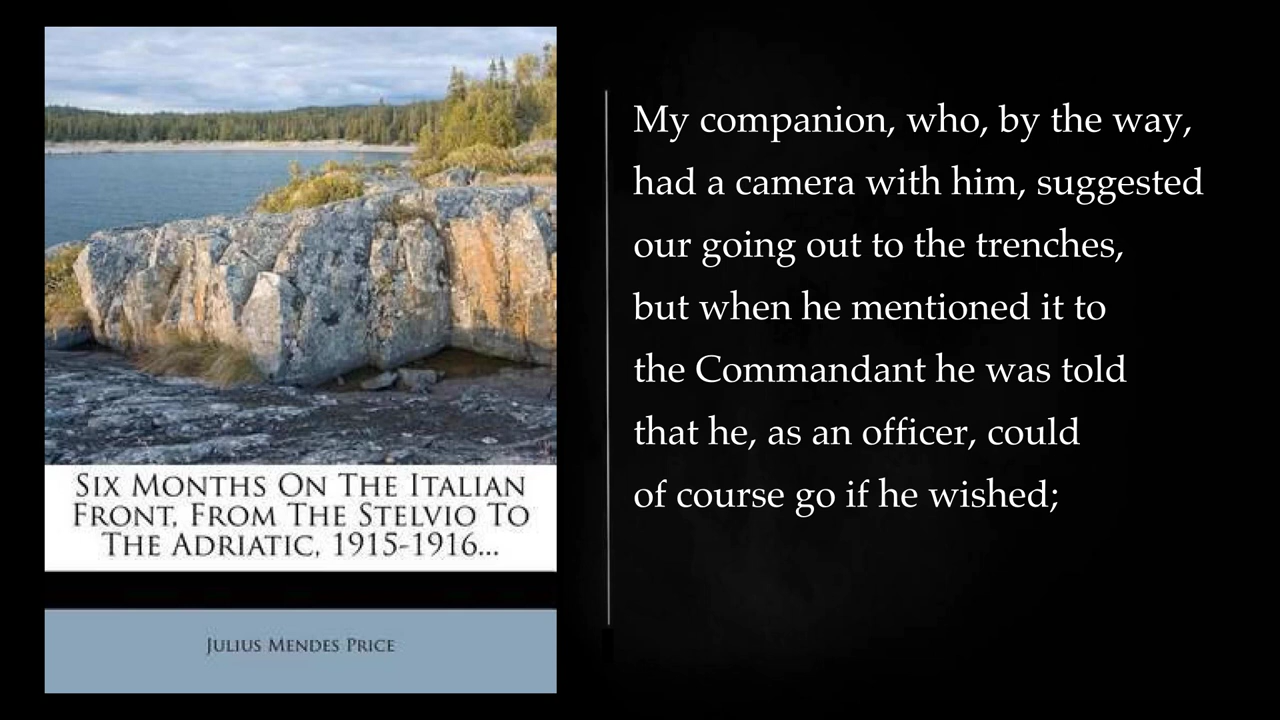 SIX MONTHS ON THE ITALIAN
FRONT, FROM THE STELVIO TO
THE ADRIATIC, 1915-1916...
JULIUS MENDES PRICE
My companion, who, by the way,
had a camera with him, suggested
our going out to the trenches,
but when he mentioned it to
the Commandant he was told
that he, as an officer, could
of course go if he wished;